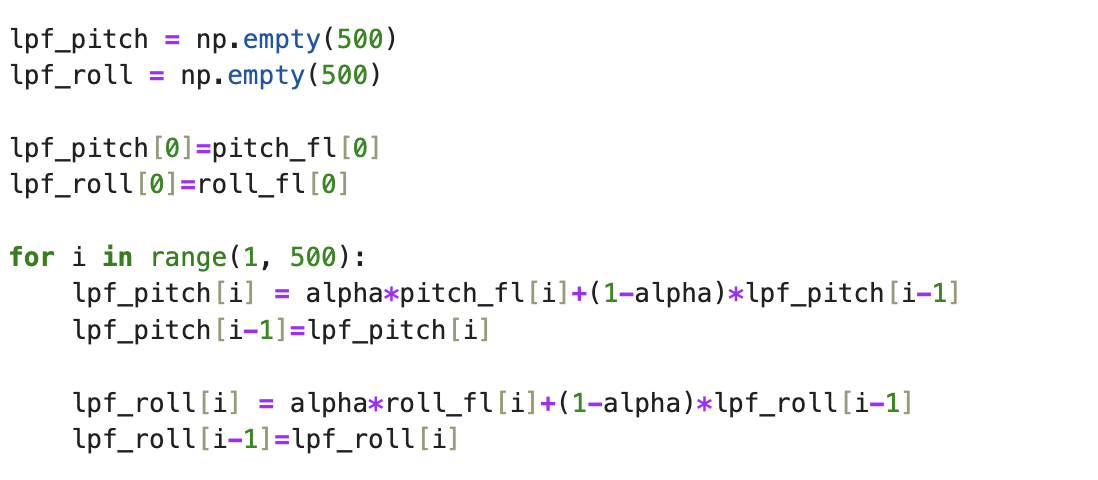 lpf_pitch = np.empty(500)
lpf_roll = np.empty(500)

lpf_pitch[0]=pitch_fl[0]
lpf_roll[0]=roll_fl[0]

for i in range(1, 500):
    lpf_pitch[i] = alpha*pitch_fl[i]+(1-alpha)*lpf_pitch[i-1]
    lpf_pitch[i-1]=lpf_pitch[i]

    lpf_roll[i] = alpha*roll_fl[i]+(1-alpha)*lpf_roll[i-1]
    lpf_roll[i-1]=lpf_roll[i]